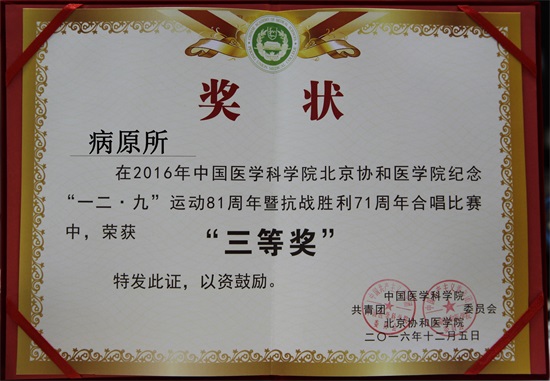 奖状
病原所
在2016年中国医学科学院北京协和医学院纪念
“一二·九”运动81周年暨抗战胜利71周年合唱比赛
中，荣获
“三等奖”
特发此证，以资鼓励。
中国医学科学院
共青团 委员会
北京协和医学院
二〇一六年十二月五日